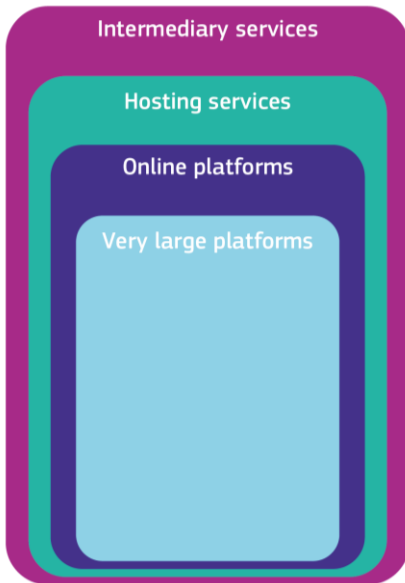 Intermediary services
Hosting services
Online platforms
Very large platforms